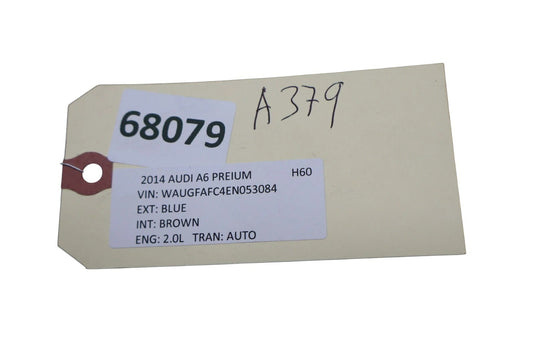 A379
68079
2014 AUDI A6 PREIUM H60
VIN: WAUGFAFC4EN053084
EXT: BLUE
INT: BROWN
ENG: 2.0L TRAN: AUTO